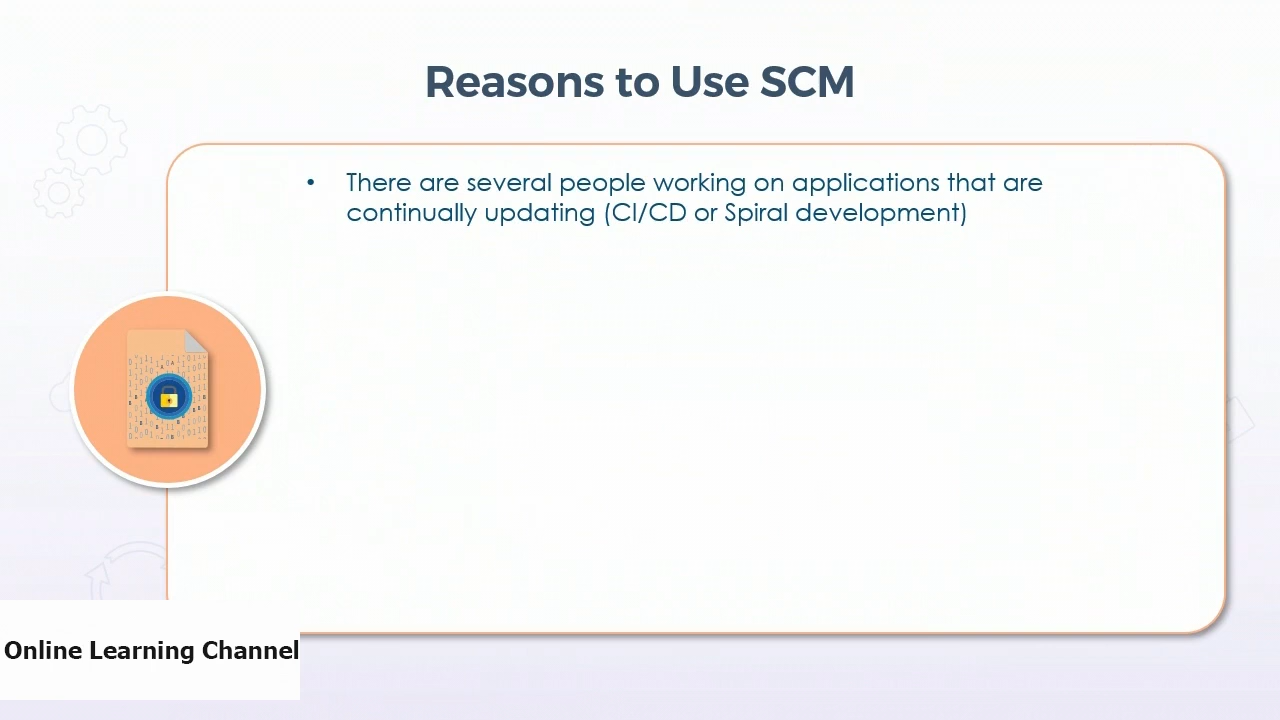 Reasons to Use SCM
• There are several people working on applications that are
continually updating (CI/CD or Spiral development)
Online Learning Channel